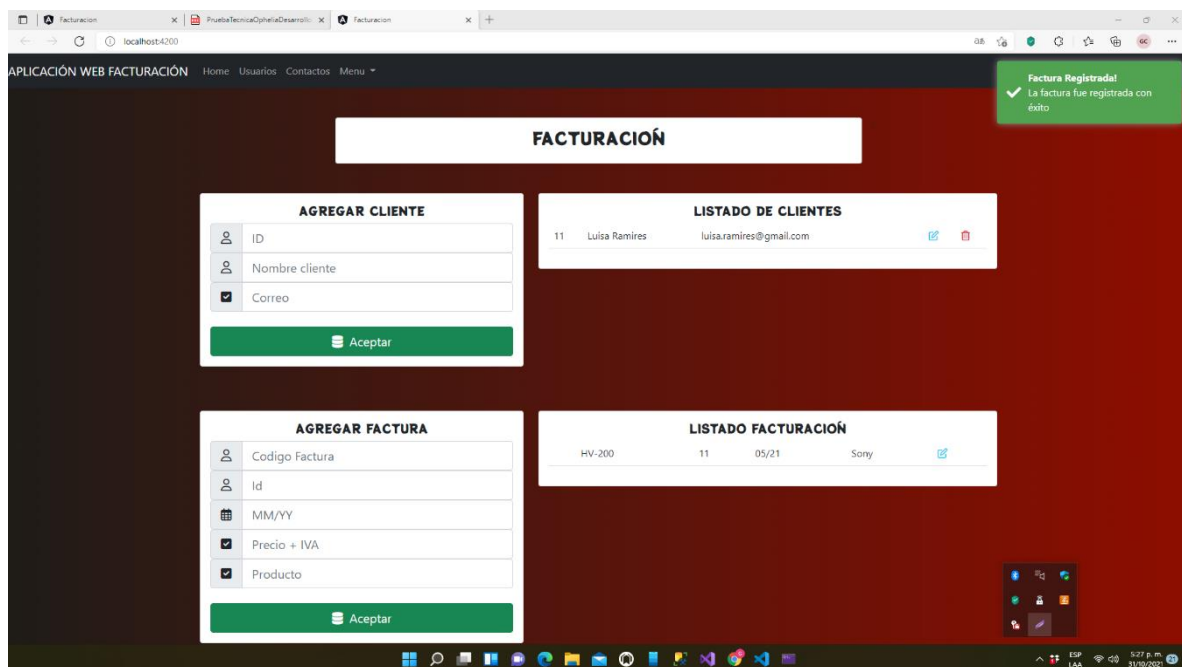 Facturacion
PruebaTecnicaOpheliaDesarrollo
Facturacion
localhost:4200
GC
APLICACIÓN WEB FACTURACIÓN Home Usuarios Contactos Menu
Factura Registrada!
La factura fue registrada con
éxito
FACTURACIOŃ
AGREGAR CLIENTE
ID
Nombre cliente
Correo
Aceptar
LISTADO DE CLIENTES
11 Luisa Ramires luisa.ramires@gmail.com
AGREGAR FACTURA
Codigo Factura
Id
MM/YY
Precio + IVA
Producto
Aceptar
LISTADO FACTURACIOŃ
HV-200 11 05/21 Sony
ESP
LAA
5:27 p. m.
31/10/2021